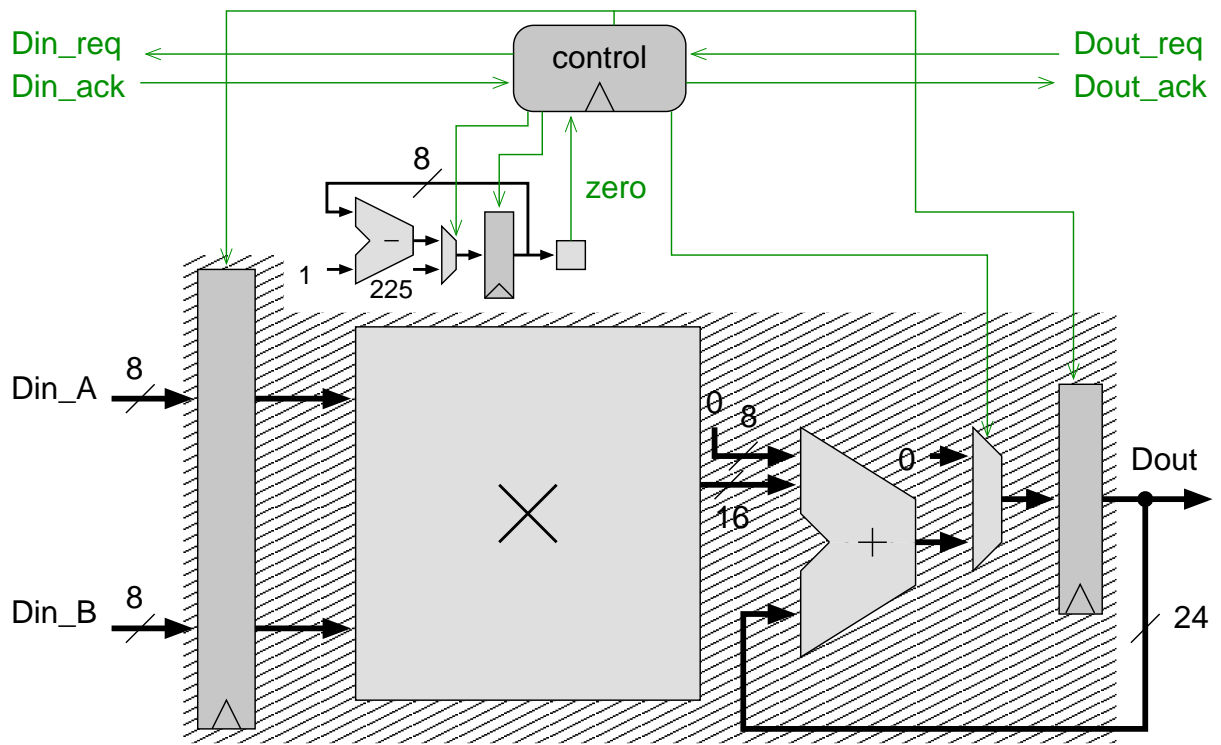 Din_req
control
Dout_req
Din_ack
Dout_ack
8
zero
−
1
225
8
Din_A
0
8
0
Dout
16
×
+
8
Din_B
24